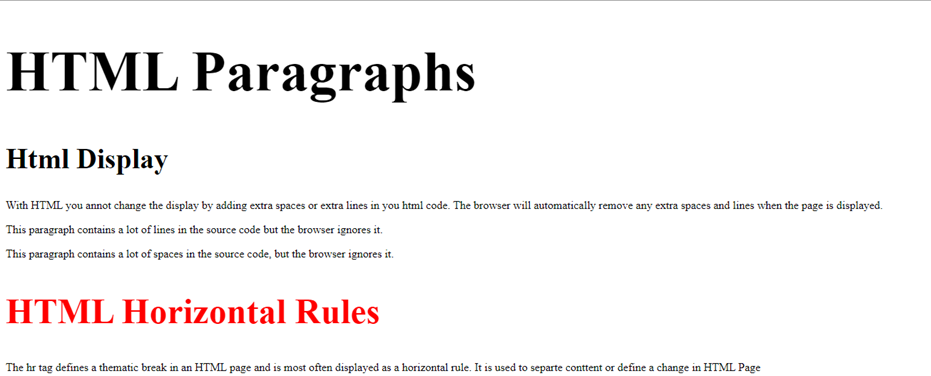 HTML Paragraphs
Html Display
With HTML you annot change the display by adding extra spaces or extra lines in you html code. The browser will automatically remove any extra spaces and lines when the page is displayed.
This paragraph contains a lot of lines in the source code but the browser ignores it.
This paragraph contains a lot of spaces in the source code, but the browser ignores it.
HTML Horizontal Rules
The hr tag defines a thematic break in an HTML page and is most often displayed as a horizontal rule. It is used to separte conttent or define a change in HTML Page